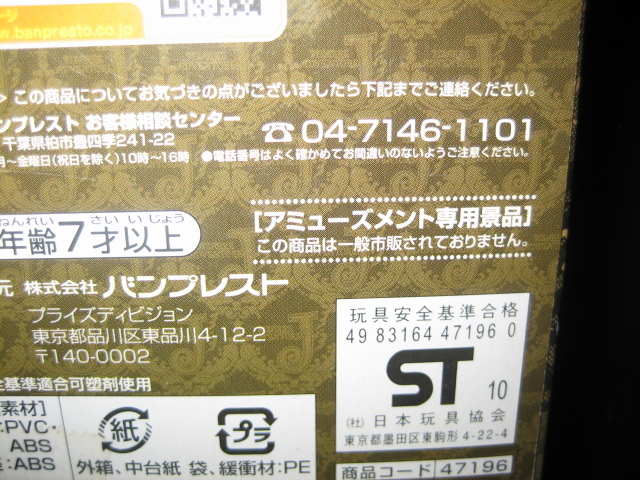 ージ
www.banpresto.co.jp
> この商品についてお気づきの点がございましたら下記までご連絡ください。
ンプレスト お客様相談センター
千葉県柏市豊四季241-22
月～金曜日(祝日を除く)10時～16時
☎ 04-7146-1101
●電話番号はよく確かめてお間違いのないようご注意ください。
ねんれい さい いじょう
年齢7才以上
[アミューズメント専用景品]
この商品は一般市販されておりません。
元 株式会社 バンプレスト
プライズディビジョン
東京都品川区東品川4-12-2
〒140-0002
全基準適合可塑剤使用
素材]
:PVC・
ABS
:ABS
紙
プラ
外箱、中台紙 袋、緩衝材:PE
玩具安全基準合格
49 83164 47196 0
ST 10
(社) 日本玩具協会
東京都墨田区東駒形 4-22-4
商品コード 47196